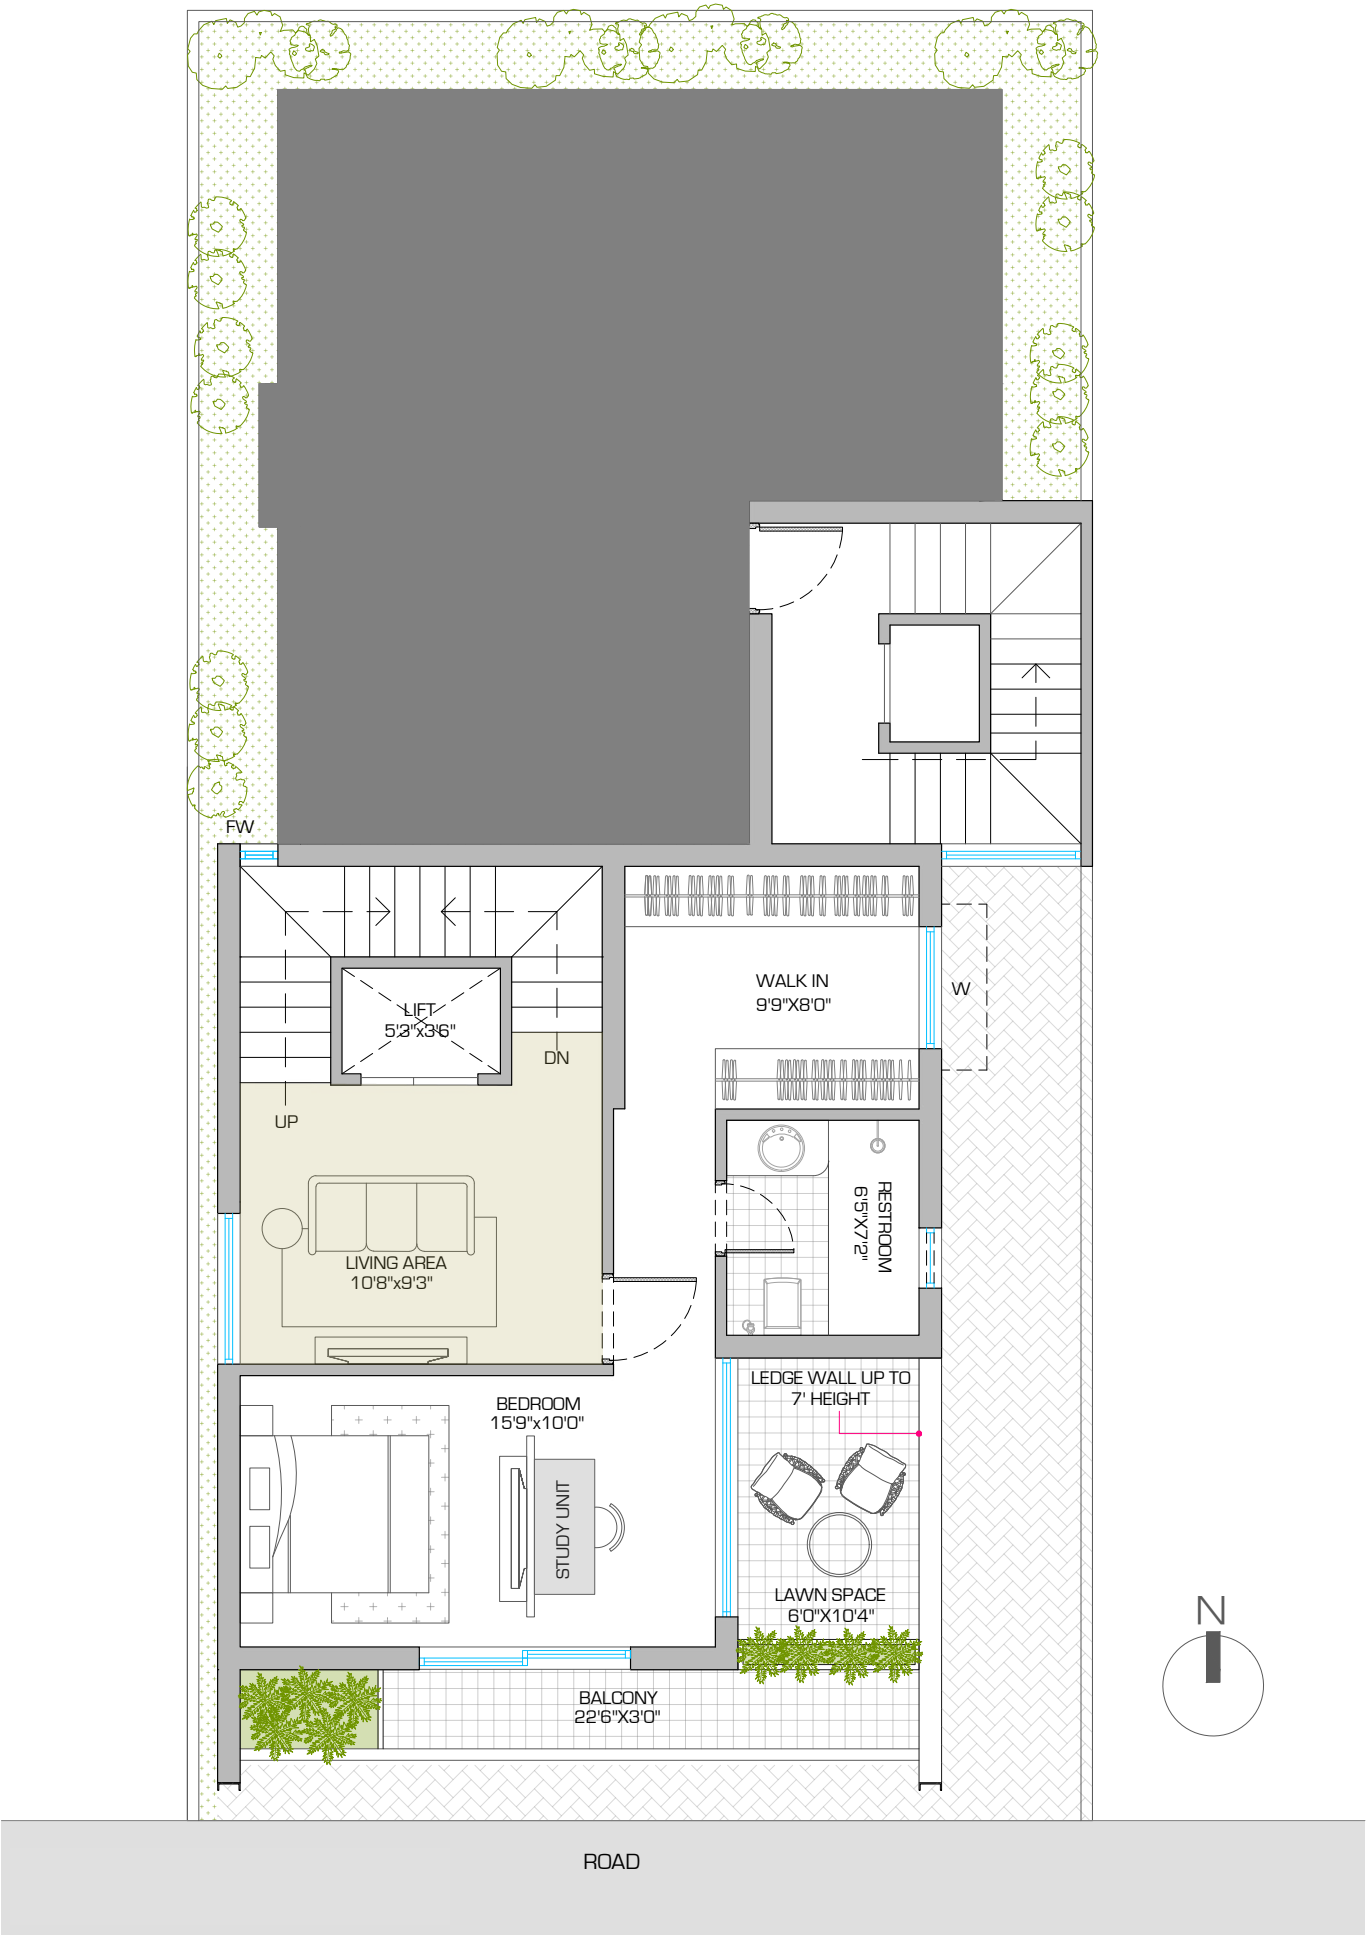 FW
WALK IN
9'9"X8'0"
W
LIFT
5'3"x3'6"
DN
UP
RESTROOM
6'5"X7'2"
LIVING AREA
10'8"x9'3"
LEDGE WALL UP TO
7' HEIGHT
BEDROOM
15'9"x10'0"
STUDY UNIT
LAWN SPACE
6'0"X10'4"
N
BALCONY
22'6"X3'0"
ROAD